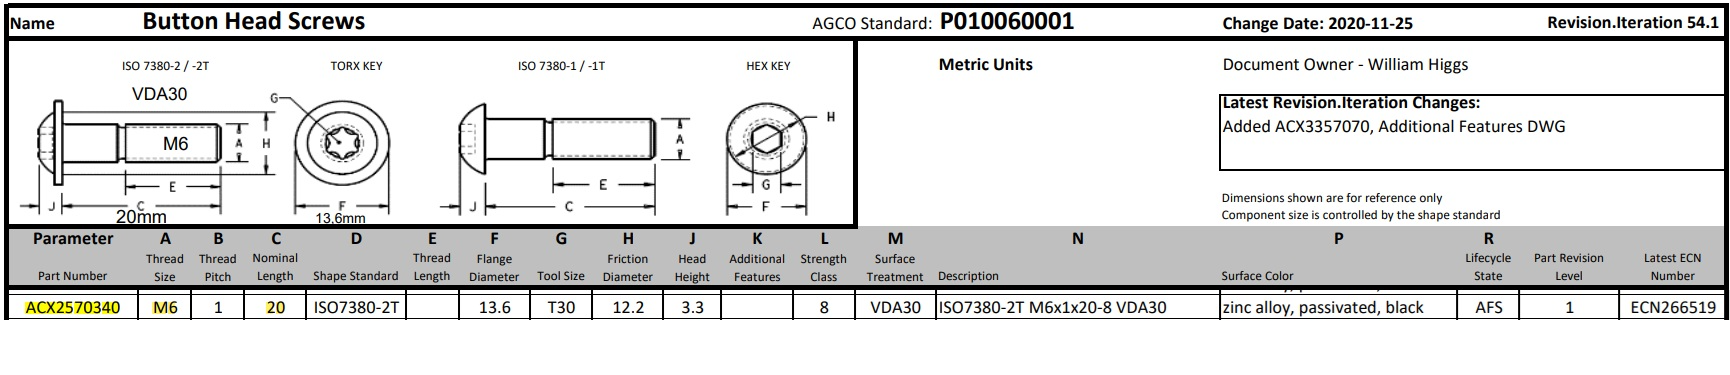 Name Button Head Screws AGCO Standard: P010060001 Change Date: 2020-11-25 Revision.Iteration 54.1
ISO 7380-2 / -2T TORX KEY ISO 7380-1 / -1T HEX KEY
VDA30
G
M6 A H
E
J C
20mm
F
13,6mm
A
E
J C
H
G
F
Metric Units
Document Owner - William Higgs
Latest Revision.Iteration Changes:
Added ACX3357070, Additional Features DWG
Dimensions shown are for reference only
Component size is controlled by the shape standard
Parameter A B C D E F G H J K L M N P R
Thread Thread Nominal Thread Flange Friction Head Additional Strength Surface Lifecycle Part Revision Latest ECN
Part Number Size Pitch Length Shape Standard Length Diameter Tool Size Diameter Height Features Class Treatment Description Surface Color State Level Number
ACX2570340 M6 1 20 ISO7380-2T 13.6 T30 12.2 3.3 8 VDA30 ISO7380-2T M6x1x20-8 VDA30 zinc alloy, passivated, black AFS 1 ECN266519